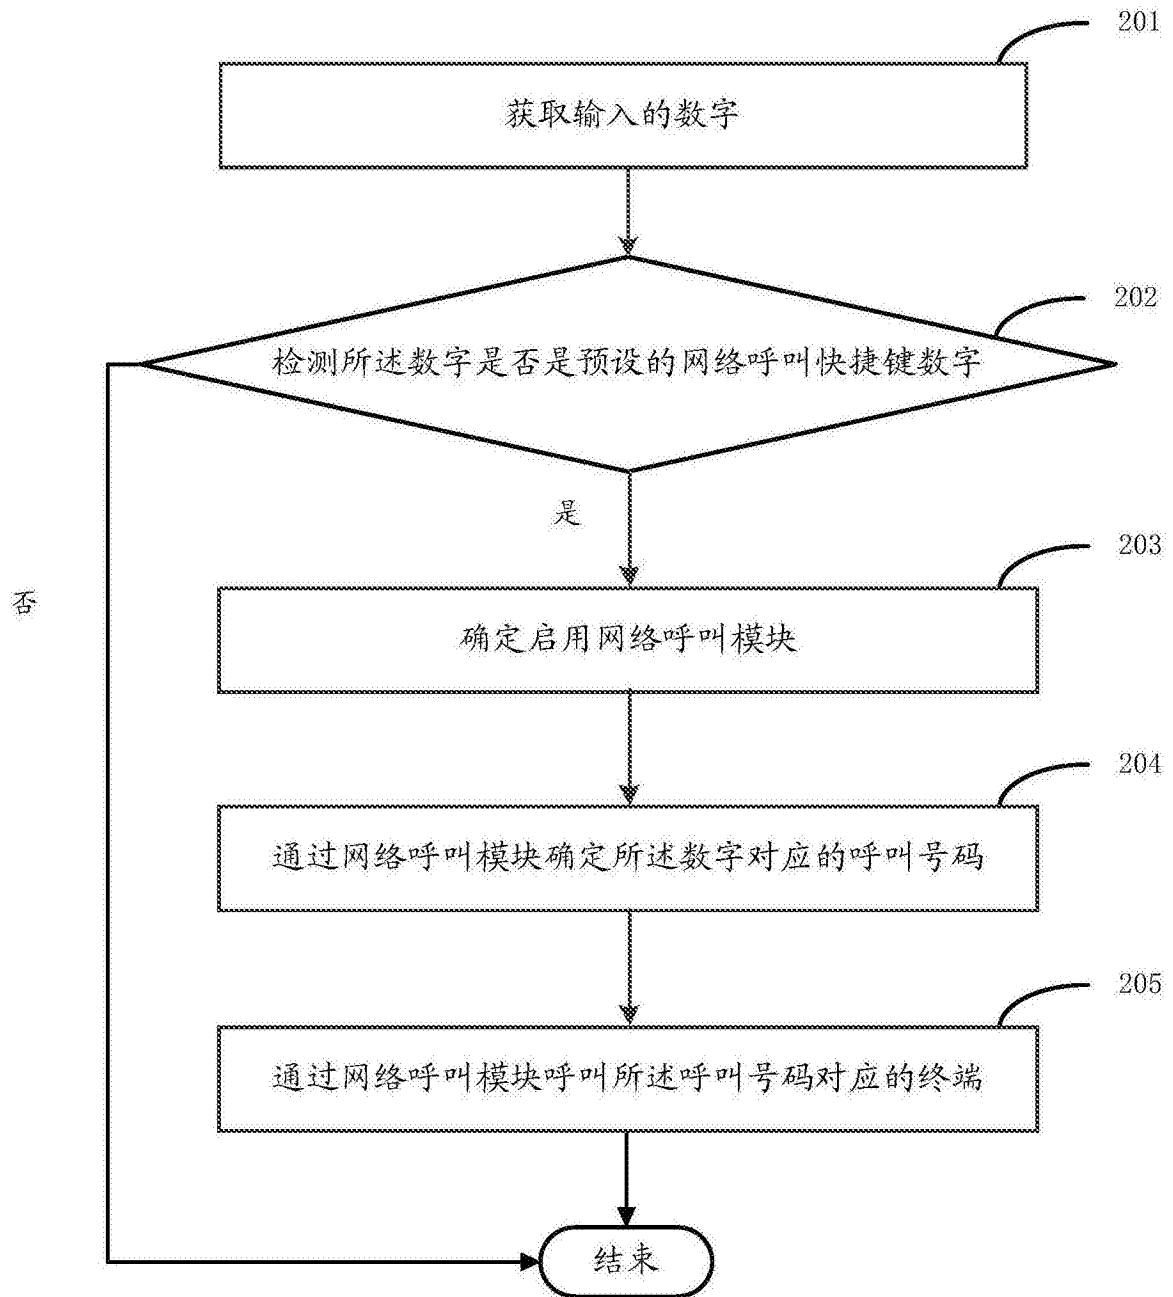 201
获取输入的数字
202
检测所述数字是否是预设的网络呼叫快捷键数字
是
203
否
确定启用网络呼叫模块
204
通过网络呼叫模块确定所述数字对应的呼叫号码
205
通过网络呼叫模块呼叫所述呼叫号码对应的终端
结束